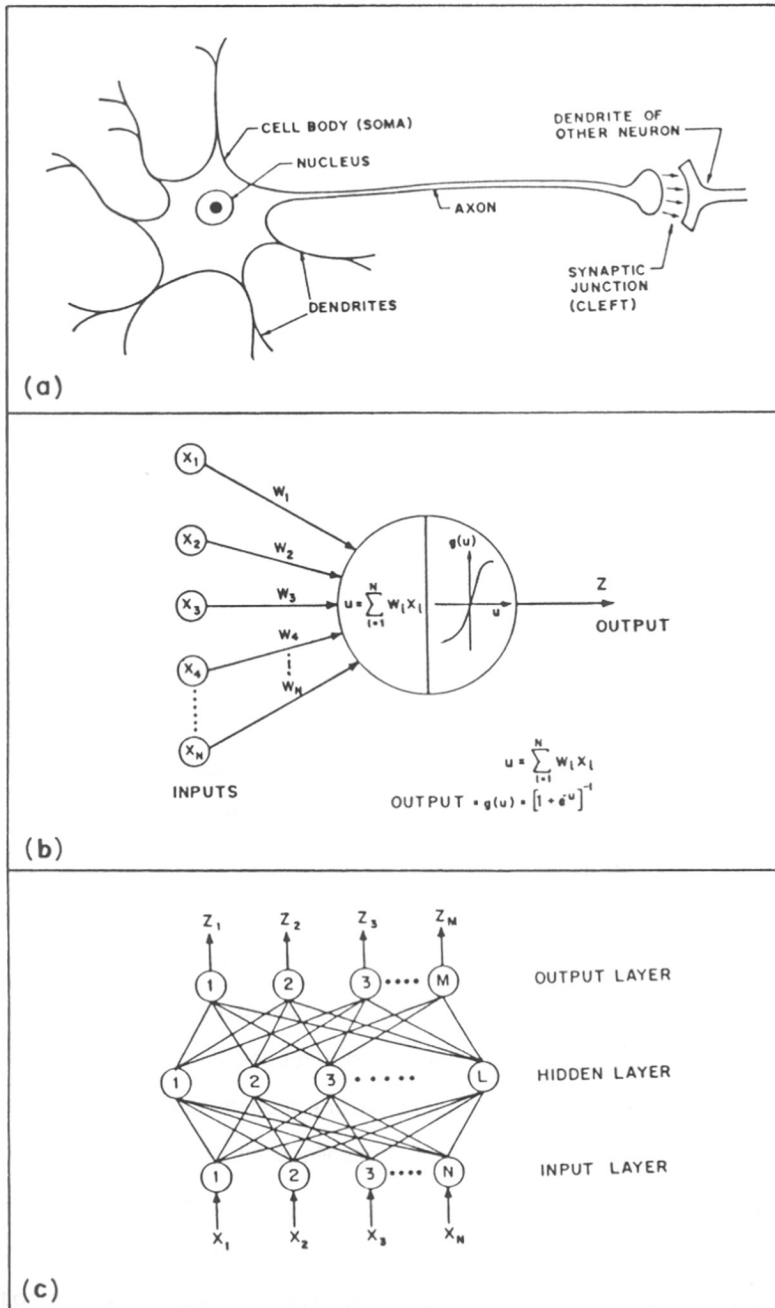 CELL BODY (SOMA)
NUCLEUS
DENDRITE OF
OTHER NEURON
AXON
SYNAPTIC
JUNCTION
(CLEFT)
DENDRITES
(a)
X₁
W₁
X₂
W₂
X₃
W₃
X₄
W₄
Wₙ
Xₙ
INPUTS
u = ∑ᵢ₌₁ᴺ WᵢXᵢ
g(u)
u
Z
OUTPUT
u = ∑ᵢ₌₁ᴺ WᵢXᵢ
OUTPUT = g(u) = [1 + e⁻ᵘ]⁻¹
(b)
Z₁ Z₂ Z₃ Zₘ
1 2 3 •••• M OUTPUT LAYER
1 2 3 ••••• L HIDDEN LAYER
1 2 3 •••• N INPUT LAYER
X₁ X₂ X₃ Xₙ
(c)